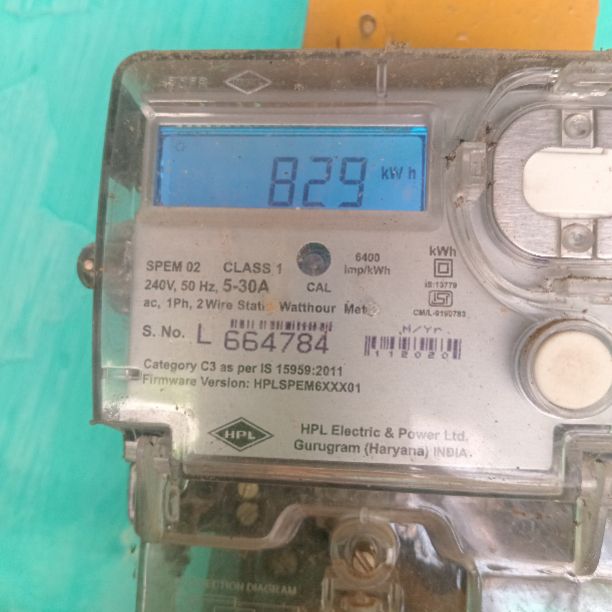 829 kWh
SPEM 02 CLASS 1
6400 imp/kWh
kWh
240V, 50 Hz, 5-30A
CAL
IS:13779
ac, 1Ph, 2 Wire Static Watthour Meter
CM/L-9190783
S. No. L 664784
M/Yr.
112020
Category C3 as per IS 15959:2011
Firmware Version: HPLSPEM6XXX01
HPL
HPL Electric & Power Ltd.
Gurugram (Haryana) INDIA.
DIAGRAM